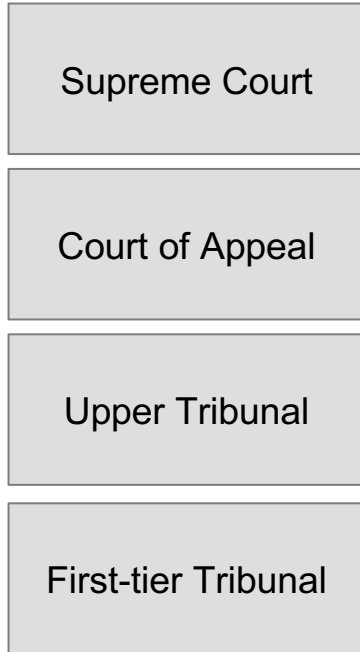 Supreme Court
Court of Appeal
Upper Tribunal
First-tier Tribunal